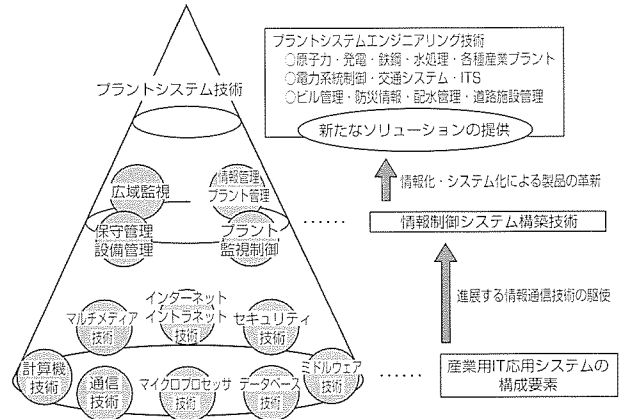 プラントシステムエンジニアリング技術
○原子力・発電・鉄鋼・水処理・各種産業プラント
○電力系統制御・交通システム・ITS
○ビル管理・防災情報・配水管理・道路施設管理
新たなソリューションの提供
プラントシステム技術
情報化・システム化による製品の革新
広域監視
情報管理
プラント管理
保守管理
設備管理
プラント
監視制御
……
情報制御システム構築技術
進展する情報通信技術の駆使
マルチメディア
技術
インターネット
イントラネット
技術
セキュリティ
技術
計算機
技術
通信
技術
マイクロプロセッサ
技術
データベース
技術
ミドルウェア
技術
……
産業用IT応用システムの
構成要素